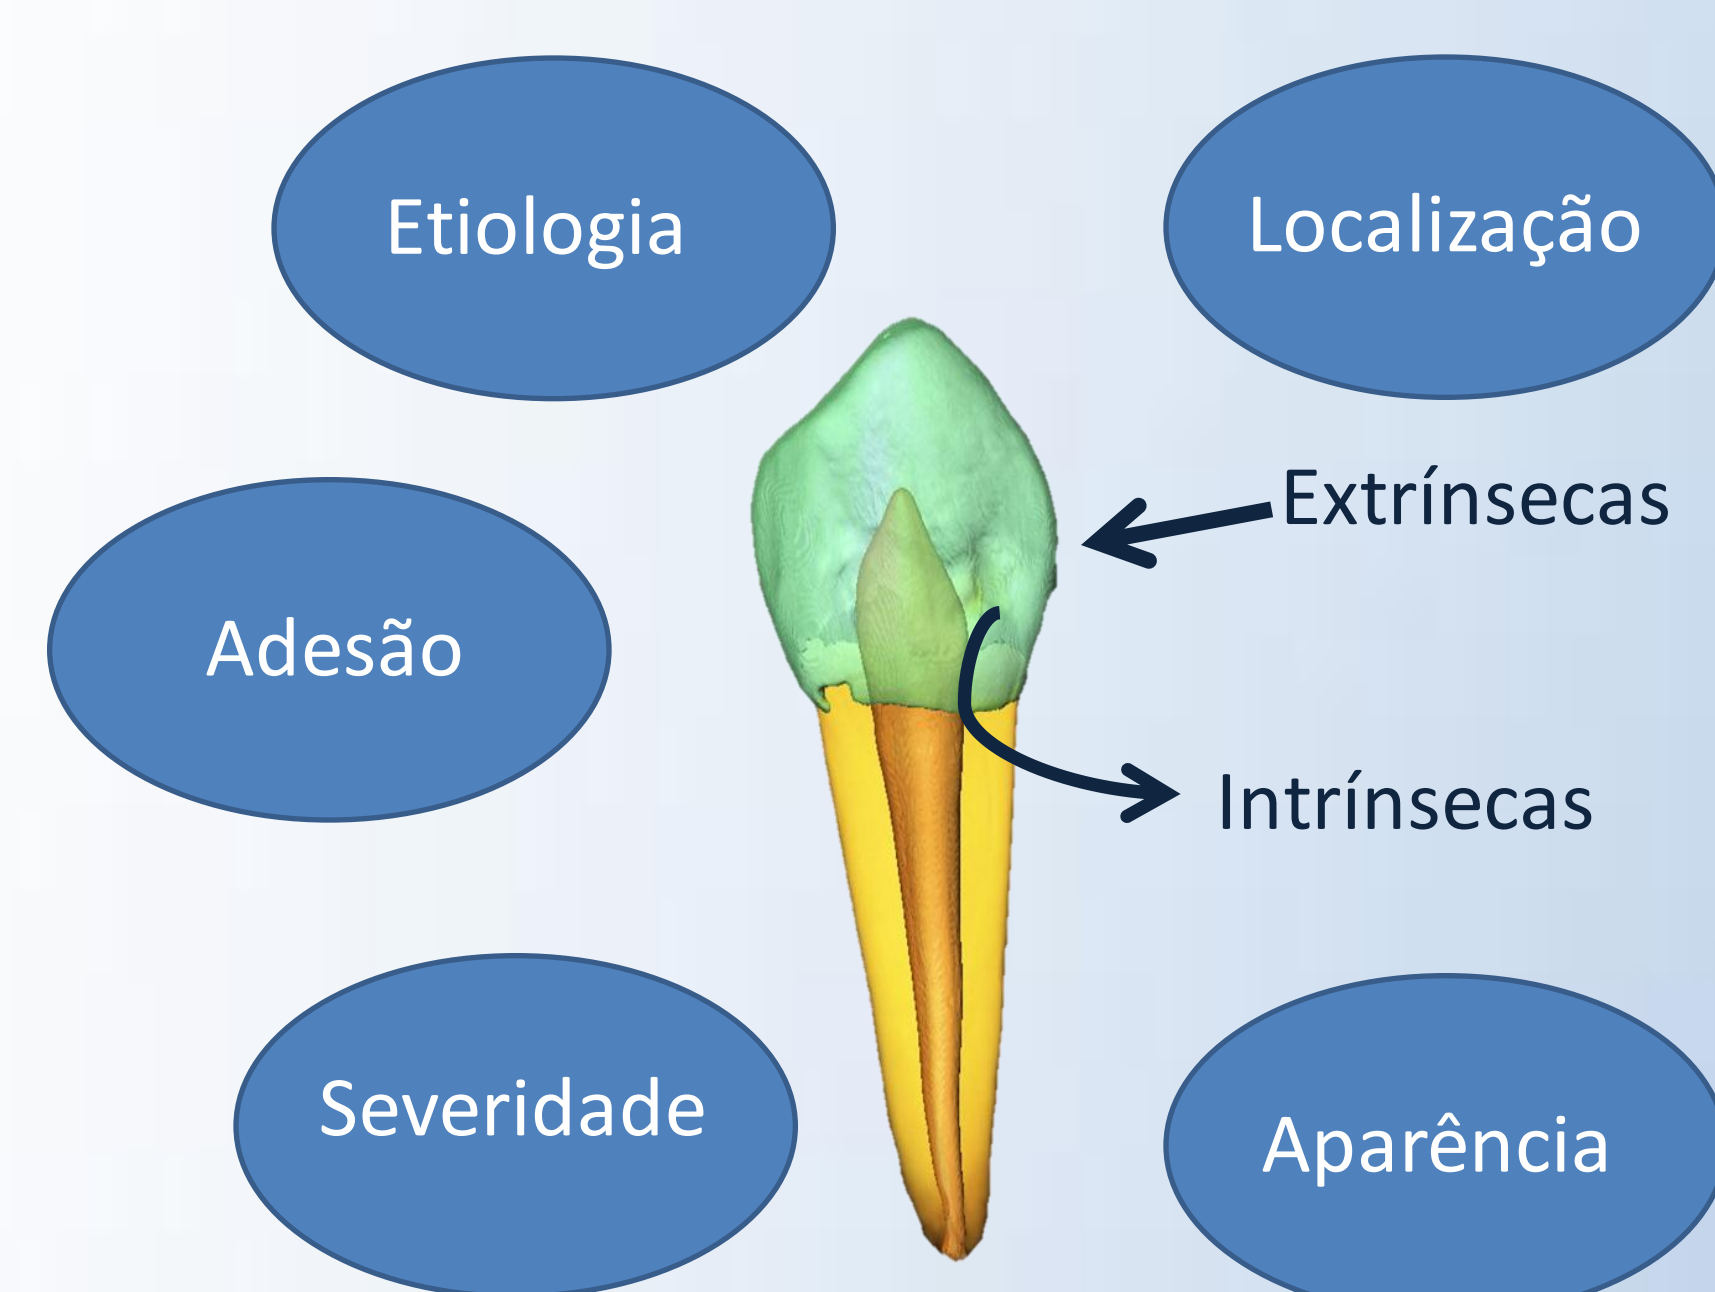 Etiologia
Localização
Extrínsecas
Adesão
Intrínsecas
Severidade
Aparência